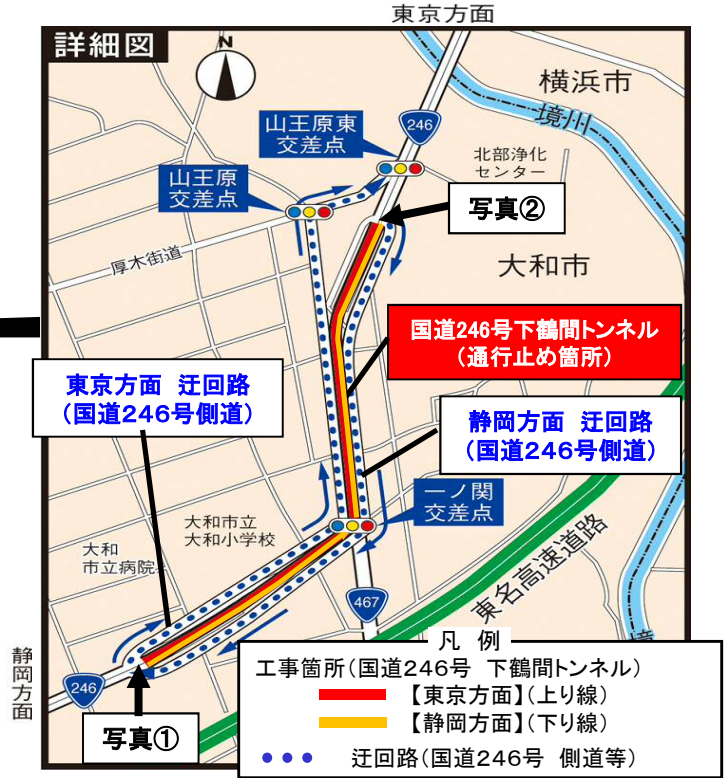 東京方面
詳細図
N
横浜市
境川
246
山王原東
交差点
北部浄化
センター
山王原
交差点
写真②
厚木街道
大和市
国道246号下鶴間トンネル
(通行止め箇所)
東京方面 迂回路
(国道246号側道)
静岡方面 迂回路
(国道246号側道)
一ノ関
交差点
大和市立
大和小学校
大和
市立病院
東名高速道路
467
境
静岡方面
246
写真①
凡 例
工事箇所(国道246号 下鶴間トンネル)
【東京方面】(上り線)
【静岡方面】(下り線)
迂回路(国道246号 側道等)